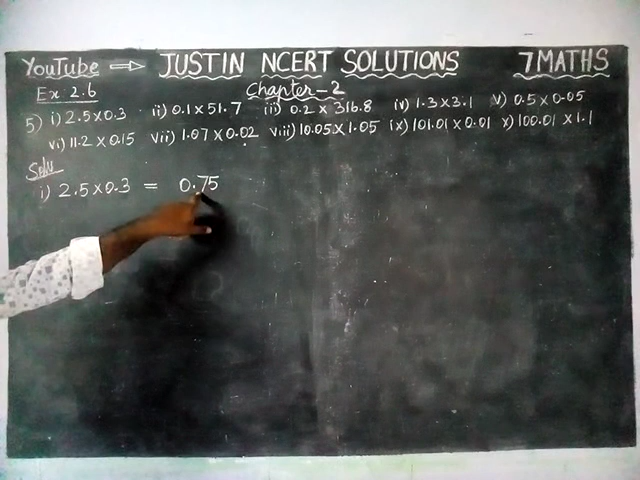 YouTube ⇒ JUSTIN NCERT SOLUTIONS 7MATHS
Ex: 2.6 Chapter-2
5) i) 2.5×0.3 ii) 0.1×51.7 iii) 0.2×316.8 iv) 1.3×3.1 v) 0.5×0.05
vi) 11.2×0.15 vii) 1.07×0.02 viii) 10.05×1.05 ix) 101.01×0.01 x) 100.01×1.1
Solu
i) 2.5×0.3 = 0.75